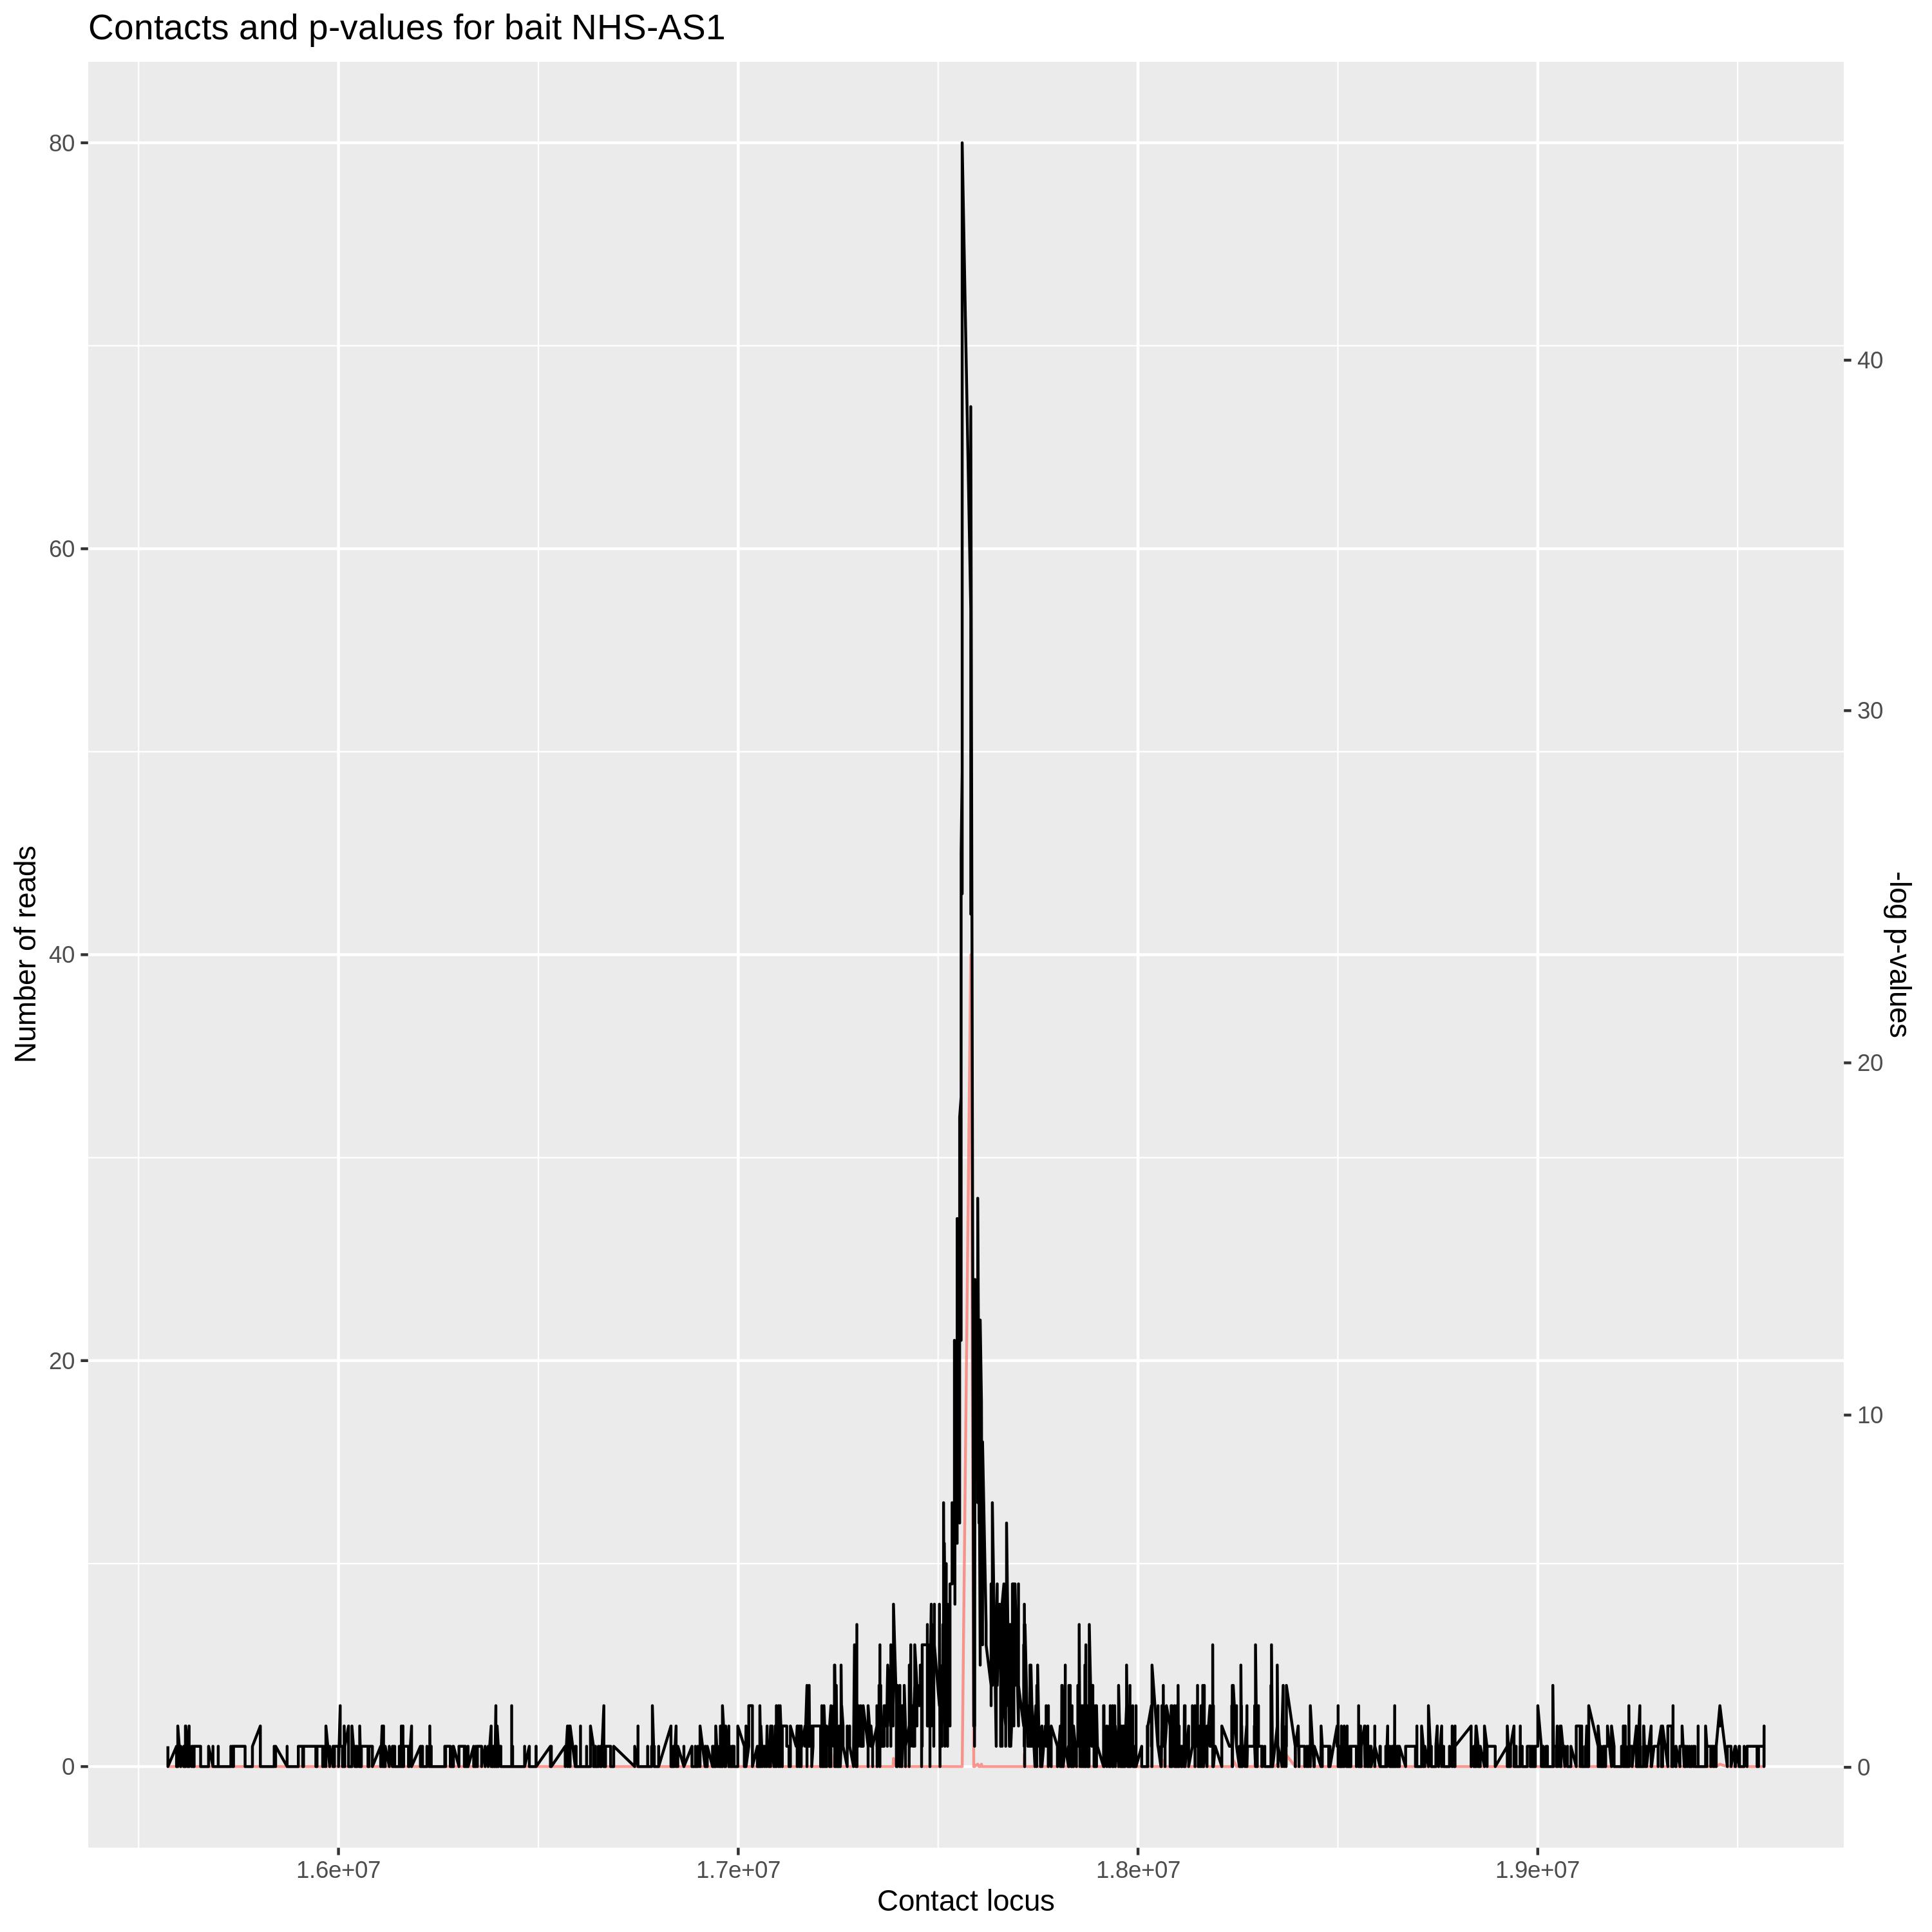 Contacts and p-values for bait NHS-AS1
80
60
40
20
0
Number of reads
40
30
20
10
0
-log p-values
1.6e+07
1.7e+07
1.8e+07
1.9e+07
Contact locus